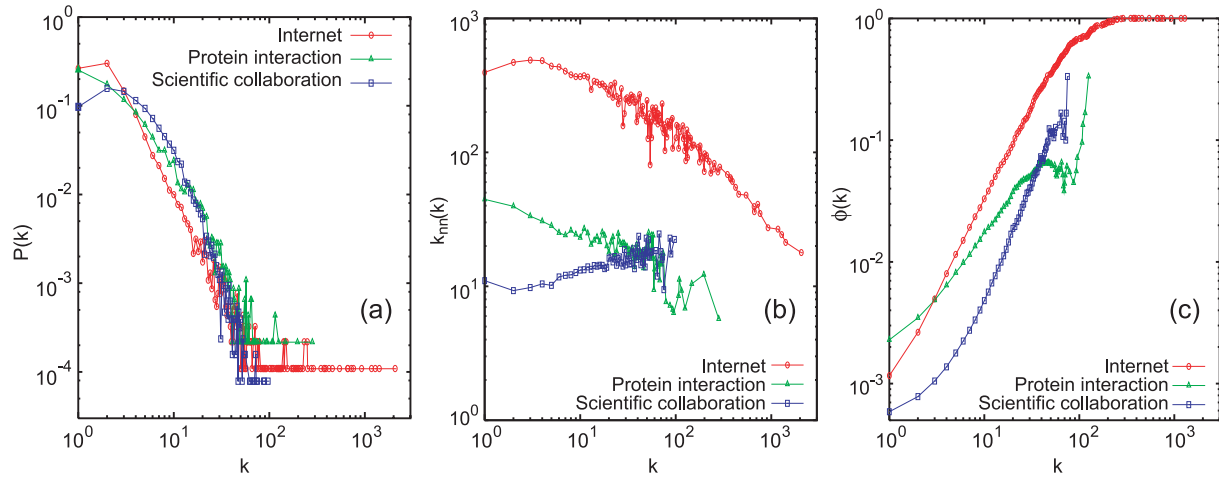 (a)
Internet
Protein interaction
Scientific collaboration
P(k)
10^0
10^-1
10^-2
10^-3
10^-4
10^0 10^1 10^2 10^3
k
(b)
Internet
Protein interaction
Scientific collaboration
k_nn(k)
10^3
10^2
10^1
10^0
10^0 10^1 10^2 10^3
k
(c)
Internet
Protein interaction
Scientific collaboration
ϕ(k)
10^0
10^-1
10^-2
10^-3
10^0 10^1 10^2 10^3
k